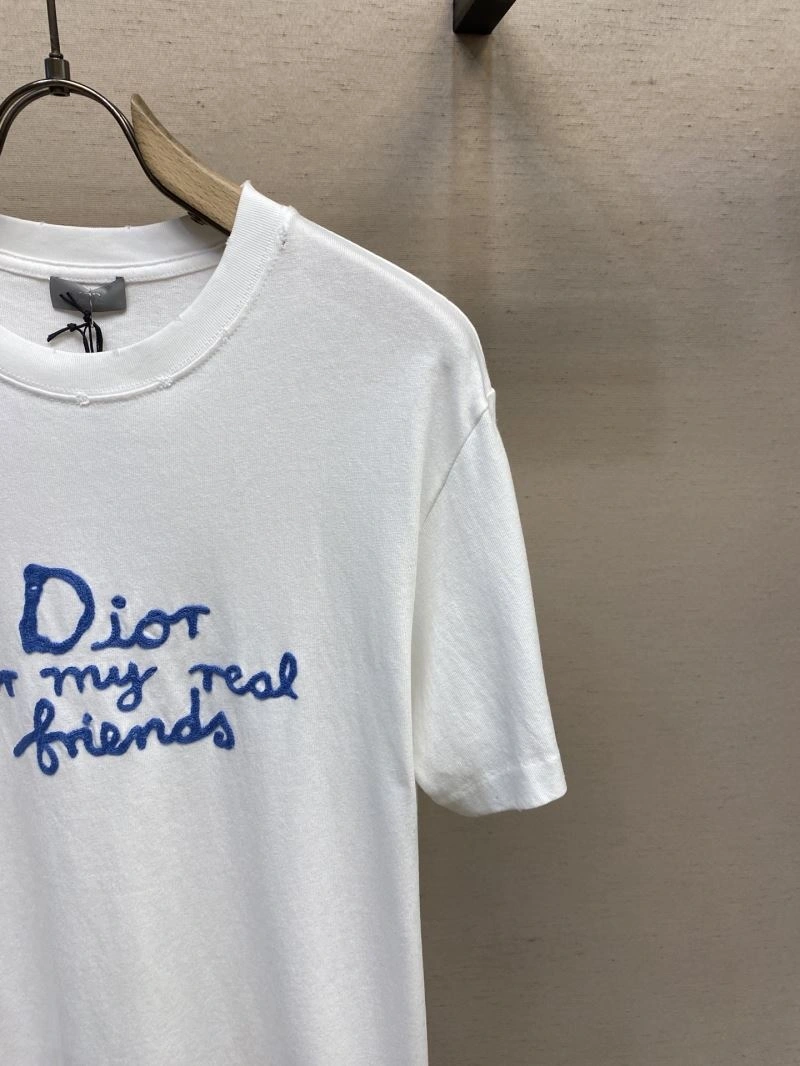 Dior
r my real
friends